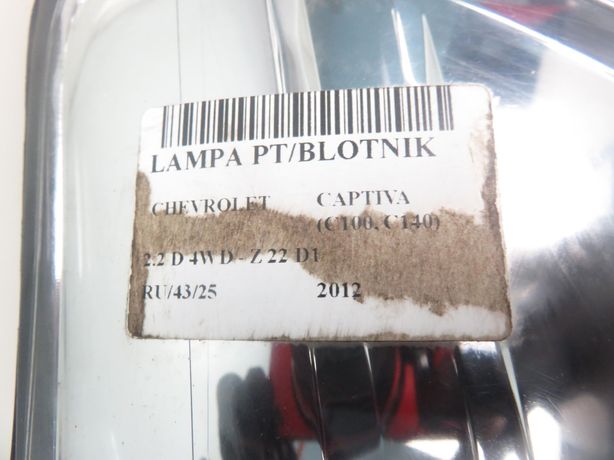 LAMPA PT/BLOTNIK
CHEVROLET CAPTIVA
(C100, C140)
2.2 D 4WD - Z 22 D1
RU/43/25 2012